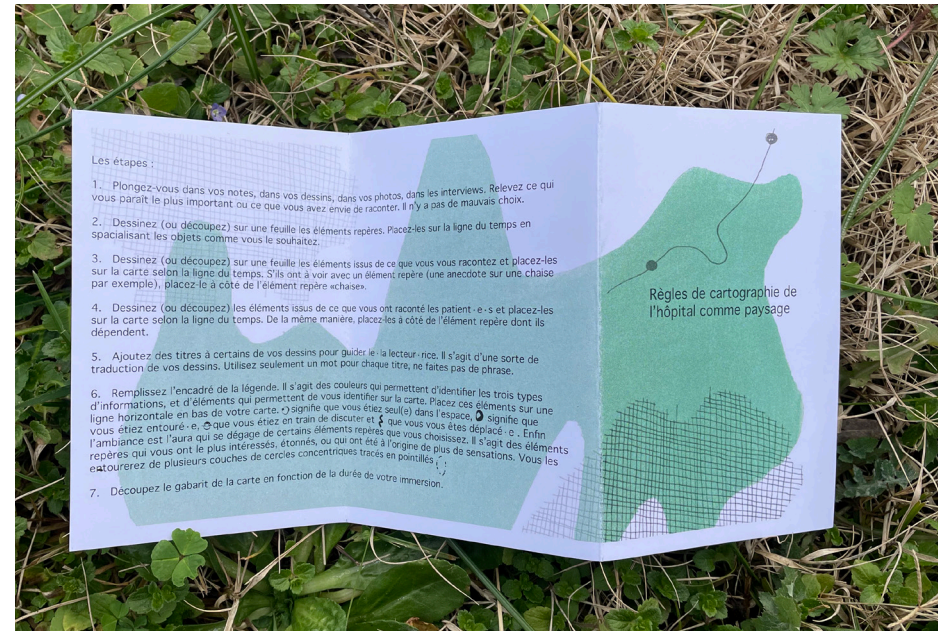 Les étapes :
1. Plongez-vous dans vos notes, dans vos dessins, dans vos photos, dans les interviews. Relevez ce qui
vous paraît le plus important ou ce que vous avez envie de raconter. Il n'y a pas de mauvais choix.
2. Dessinez (ou découpez) sur une feuille les éléments repères. Placez-les sur la ligne du temps en
spacialisant les objets comme vous le souhaitez.
3. Dessinez (ou découpez) sur une feuille les éléments issus de ce que vous vous racontez et placez-les
sur la carte selon la ligne du temps. S'ils ont à voir avec un élément repère (une anecdote sur une chaise
par exemple), placez-le à côté de l'élément repère «chaise».
4. Dessinez (ou découpez) les éléments issus de ce que vous ont raconté les patient·e·s et placez-les
sur la carte selon la ligne du temps. De la même manière, placez-les à côté de l'élément repère dont ils
dépendent.
5. Ajoutez des titres à certains de vos dessins pour guider le·la lecteur·rice. Il s'agit d'une sorte de
traduction de vos dessins. Utilisez seulement un mot pour chaque titre, ne faites pas de phrase.
6. Remplissez l'encadré de la légende. Il s'agit des couleurs qui permettent d'identifier les trois types
d'informations, et d'éléments qui permettent de vous identifier sur la carte. Placez ces éléments sur une
ligne horizontale en bas de votre carte. signifie que vous étiez seul(e) dans l'espace, signifie que
vous étiez entouré·e, que vous étiez en train de discuter et que vous vous êtes déplacé·e. Enfin
l'ambiance est l'aura qui se dégage de certains éléments repères que vous choisissez. Il s'agit des éléments
repères qui vous ont le plus intéressés, étonnés, ou qui ont été à l'origine de plus de sensations. Vous les
entourerez de plusieurs couches de cercles concentriques tracés en pointillés
7. Découpez le gabarit de la carte en fonction de la durée de votre immersion.
Règles de cartographie de
l'hôpital comme paysage